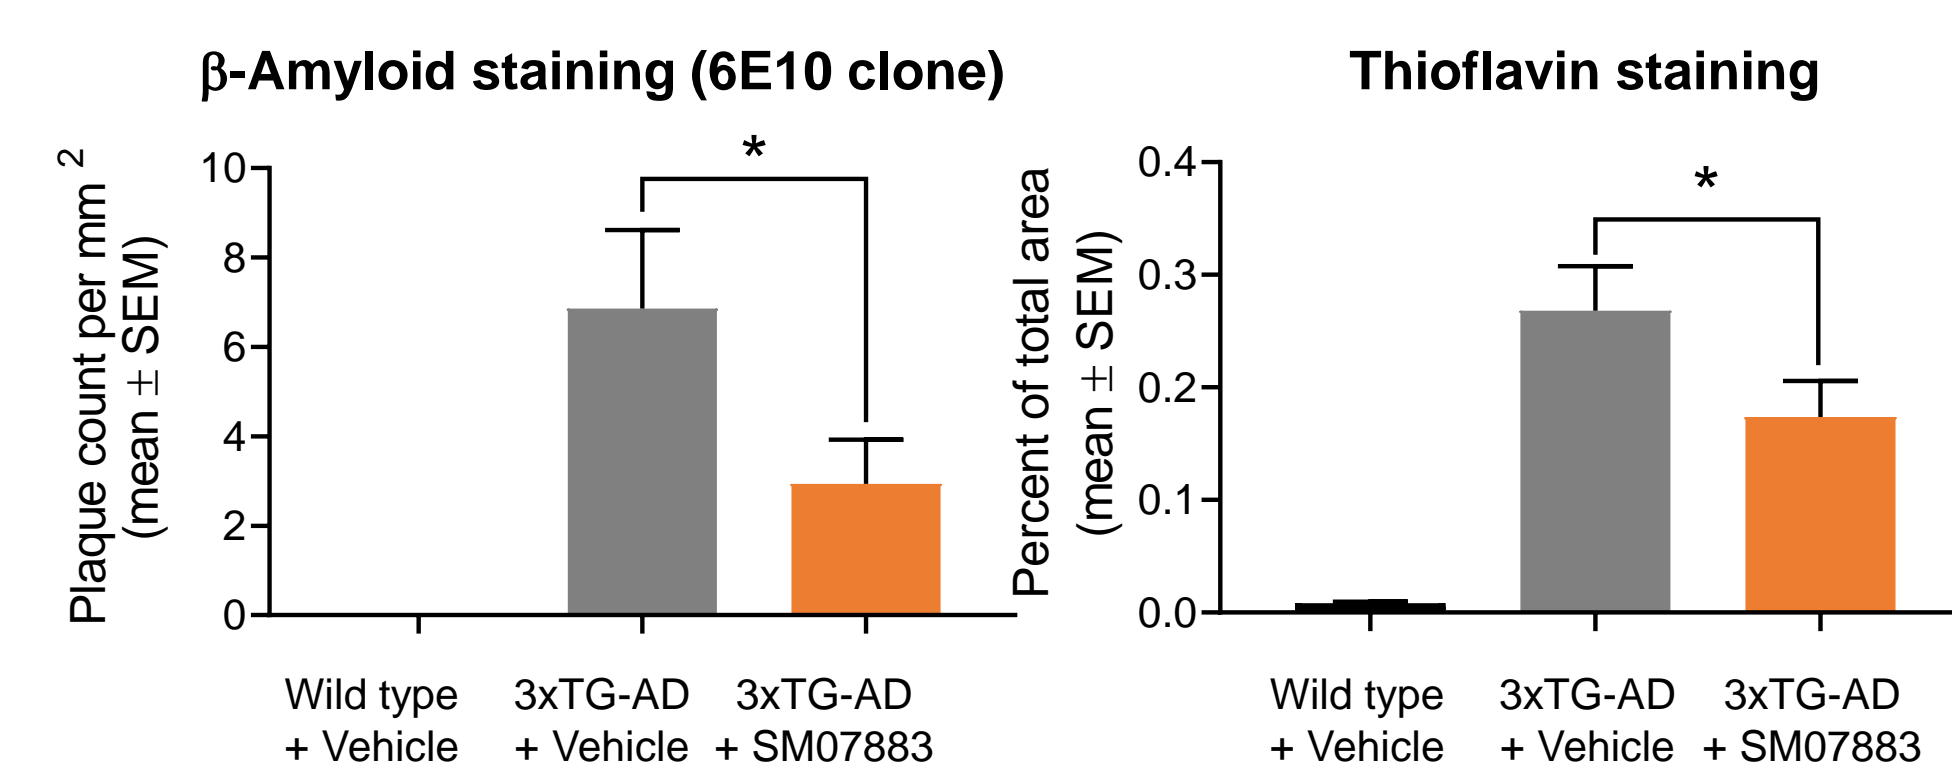 β-Amyloid staining (6E10 clone)
Plaque count per mm 2
(mean ± SEM)
10
8
6
4
2
0
*
Wild type
+ Vehicle
3xTG-AD
+ Vehicle
3xTG-AD
+ SM07883
Thioflavin staining
Percent of total area
(mean ± SEM)
0.4
0.3
0.2
0.1
0.0
*
Wild type
+ Vehicle
3xTG-AD
+ Vehicle
3xTG-AD
+ SM07883